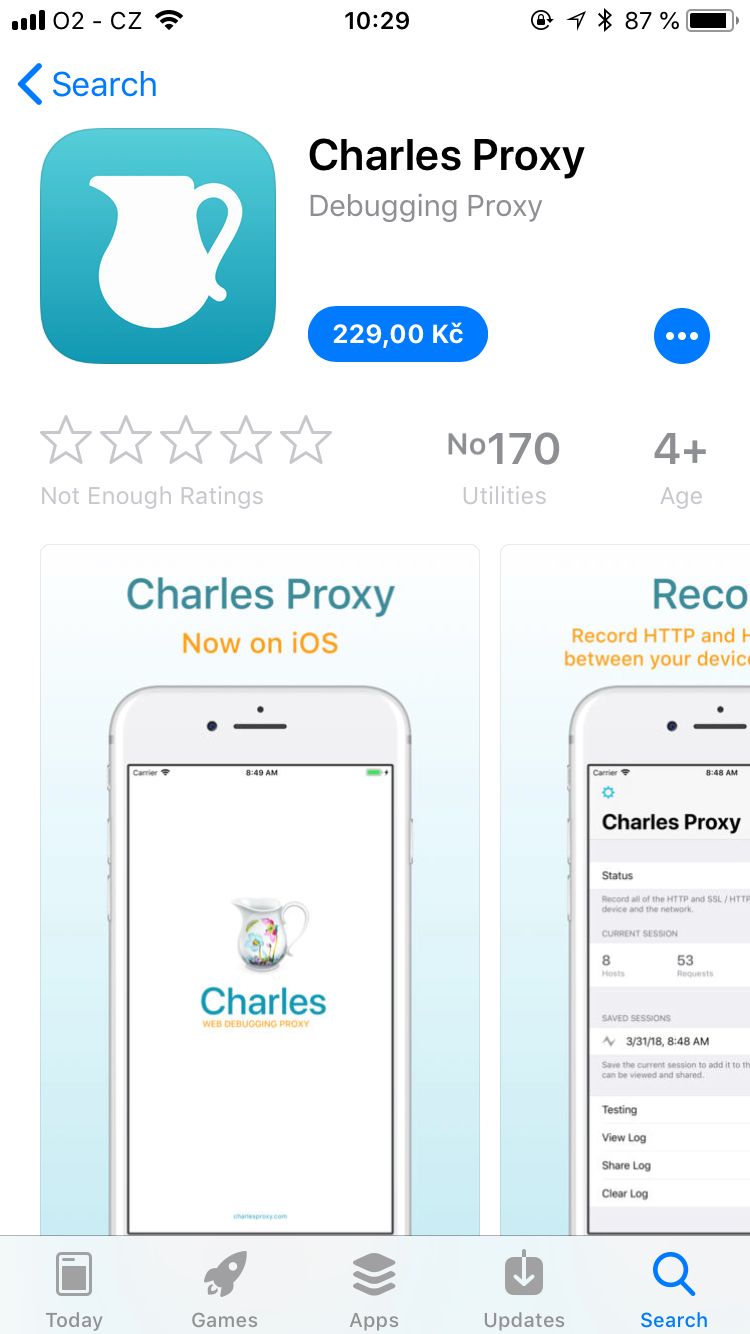 O2 - CZ 10:29 87 %
Search
Charles Proxy
Debugging Proxy
229,00 Kč
No170
4+
Not Enough Ratings
Utilities
Age
Charles Proxy
Now on iOS
Carrier 8:49 AM
Charles
WEB DEBUGGING PROXY
charlesproxy.com
Reco
Record HTTP and H
between your device
Carrier 8:48 AM
Charles Proxy
Status
Record all of the HTTP and SSL / HTTP
device and the network.
CURRENT SESSION
8 53
Hosts Requests
SAVED SESSIONS
3/31/18, 8:48 AM
Save the current session to add it to th
can be viewed and shared.
Testing
View Log
Share Log
Clear Log
Today Games Apps Updates Search